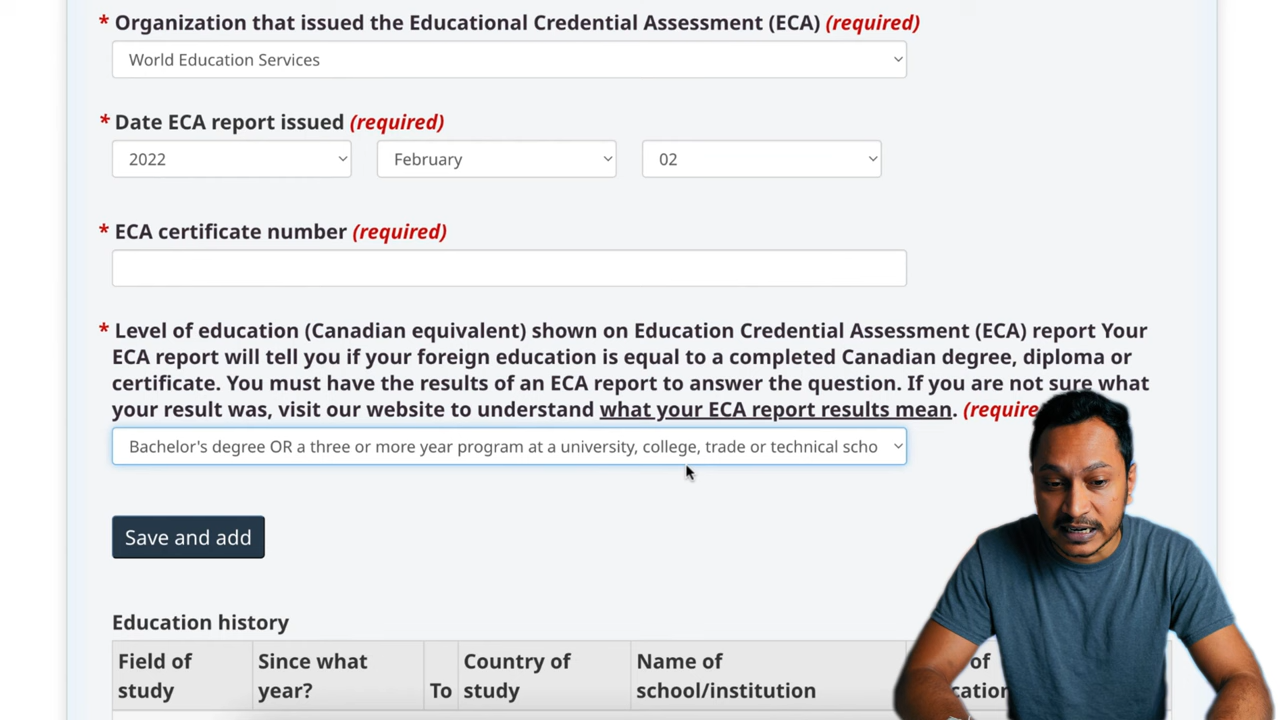 * Organization that issued the Educational Credential Assessment (ECA) (required)
World Education Services
* Date ECA report issued (required)
2022 February 02
* ECA certificate number (required)
* Level of education (Canadian equivalent) shown on Education Credential Assessment (ECA) report Your
ECA report will tell you if your foreign education is equal to a completed Canadian degree, diploma or
certificate. You must have the results of an ECA report to answer the question. If you are not sure what
your result was, visit our website to understand what your ECA report results mean.
Bachelor's degree OR a three or more year program at a university, college, trade or technical scho
Save and add
Education history
Field of study
Since what year?
To
Country of study
Name of school/institution
of